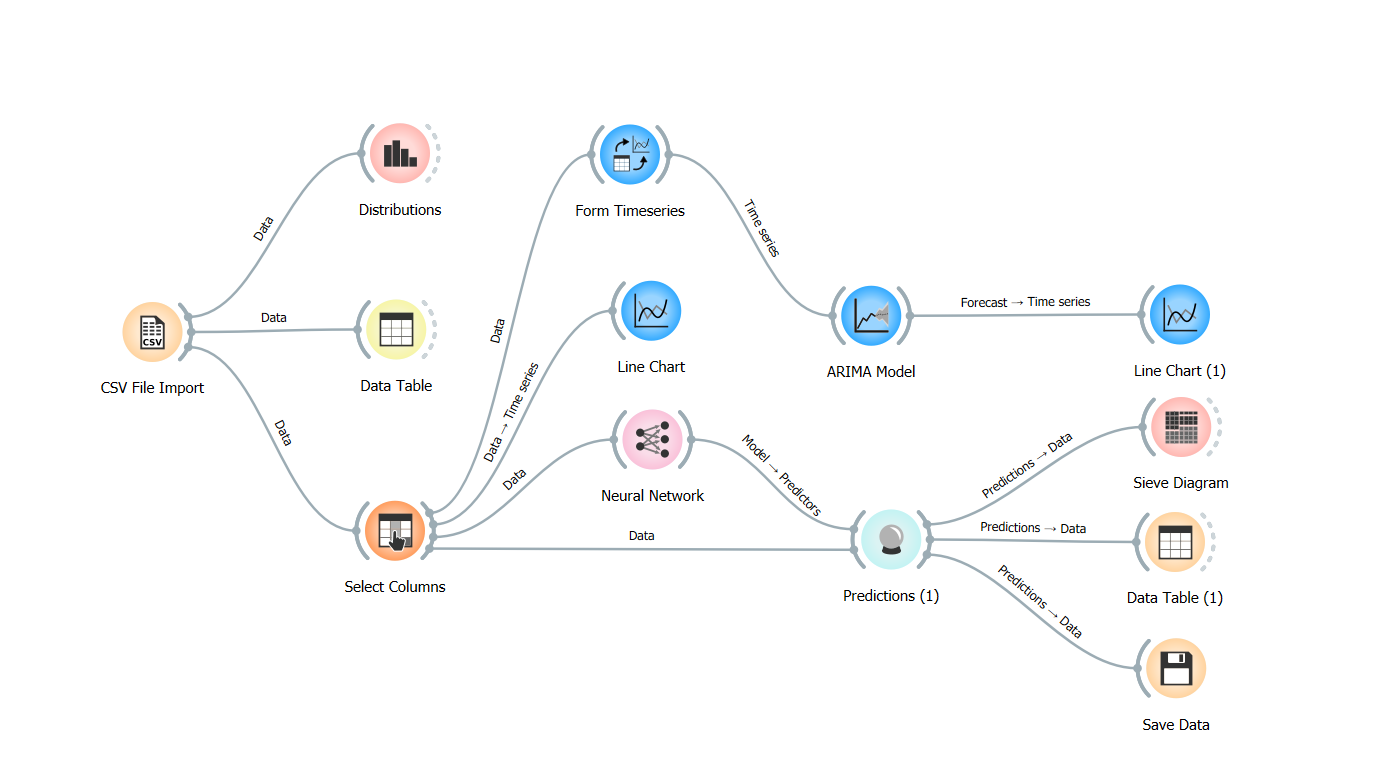 Distributions
Form Timeseries
Data
Time series
CSV
CSV File Import
Data
Data Table
Data
Data → Time series
Line Chart
ARIMA Model
Forecast → Time series
Line Chart (1)
Data
Data
Neural Network
Model → Predictors
Predictions → Data
Sieve Diagram
Select Columns
Data
Predictions (1)
Predictions → Data
Data Table (1)
Predictions → Data
Save Data